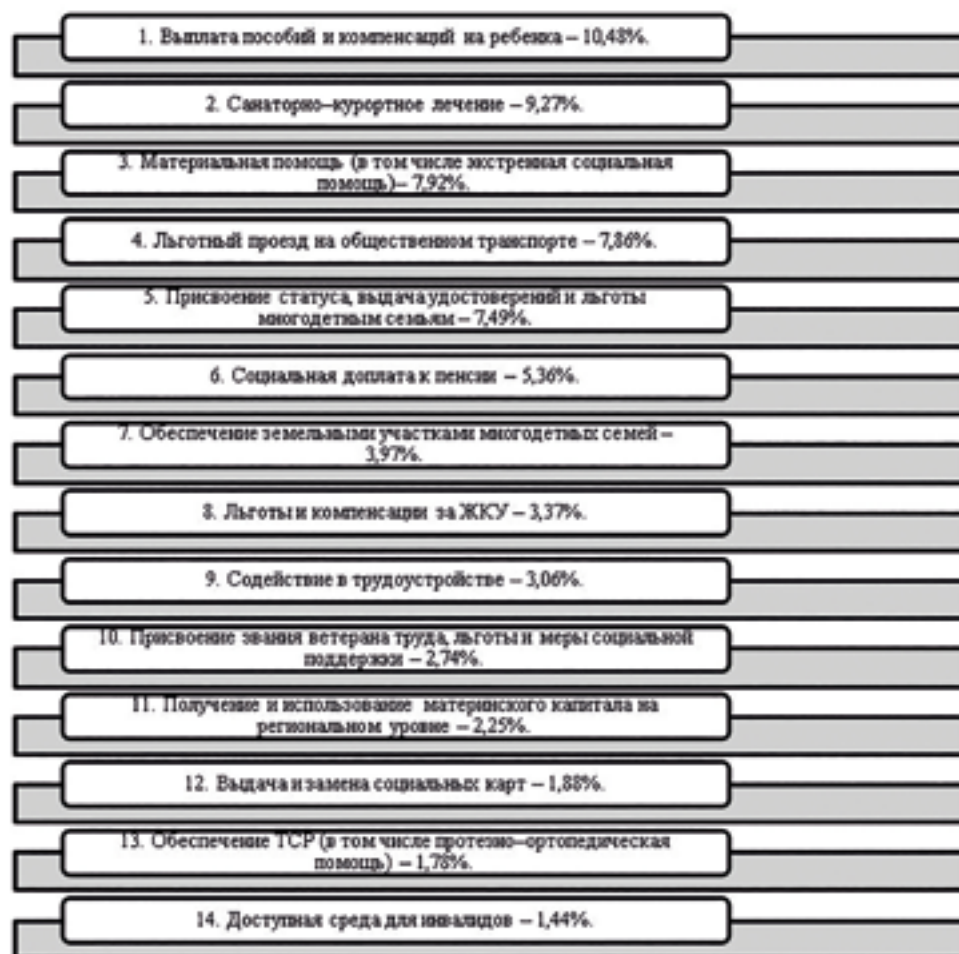 1. Выплата пособий и компенсаций на ребенка – 10,48%.
2. Санаторно–курортное лечение – 9,27%.
3. Материальная помощь (в том числе экстренная социальная
помощь)– 7,92%.
4. Льготный проезд на общественном транспорте – 7,86%.
5. Присвоение статуса, выдача удостоверений и льготы
многодетным семьям – 7,49%.
6. Социальная доплата к пенсии – 5,36%.
7. Обеспечение земельными участками многодетных семей –
3,97%.
8. Льготы и компенсации за ЖКУ – 3,37%.
9. Содействие в трудоустройстве – 3,06%.
10. Присвоение звания ветерана труда, льготы и меры социальной
поддержки – 2,74%.
11. Получение и использование материнского капитала на
региональном уровне – 2,25%.
12. Выдача и замена социальных карт – 1,88%.
13. Обеспечение ТСР (в том числе протезно–ортопедическая
помощь) – 1,78%.
14. Доступная среда для инвалидов – 1,44%.